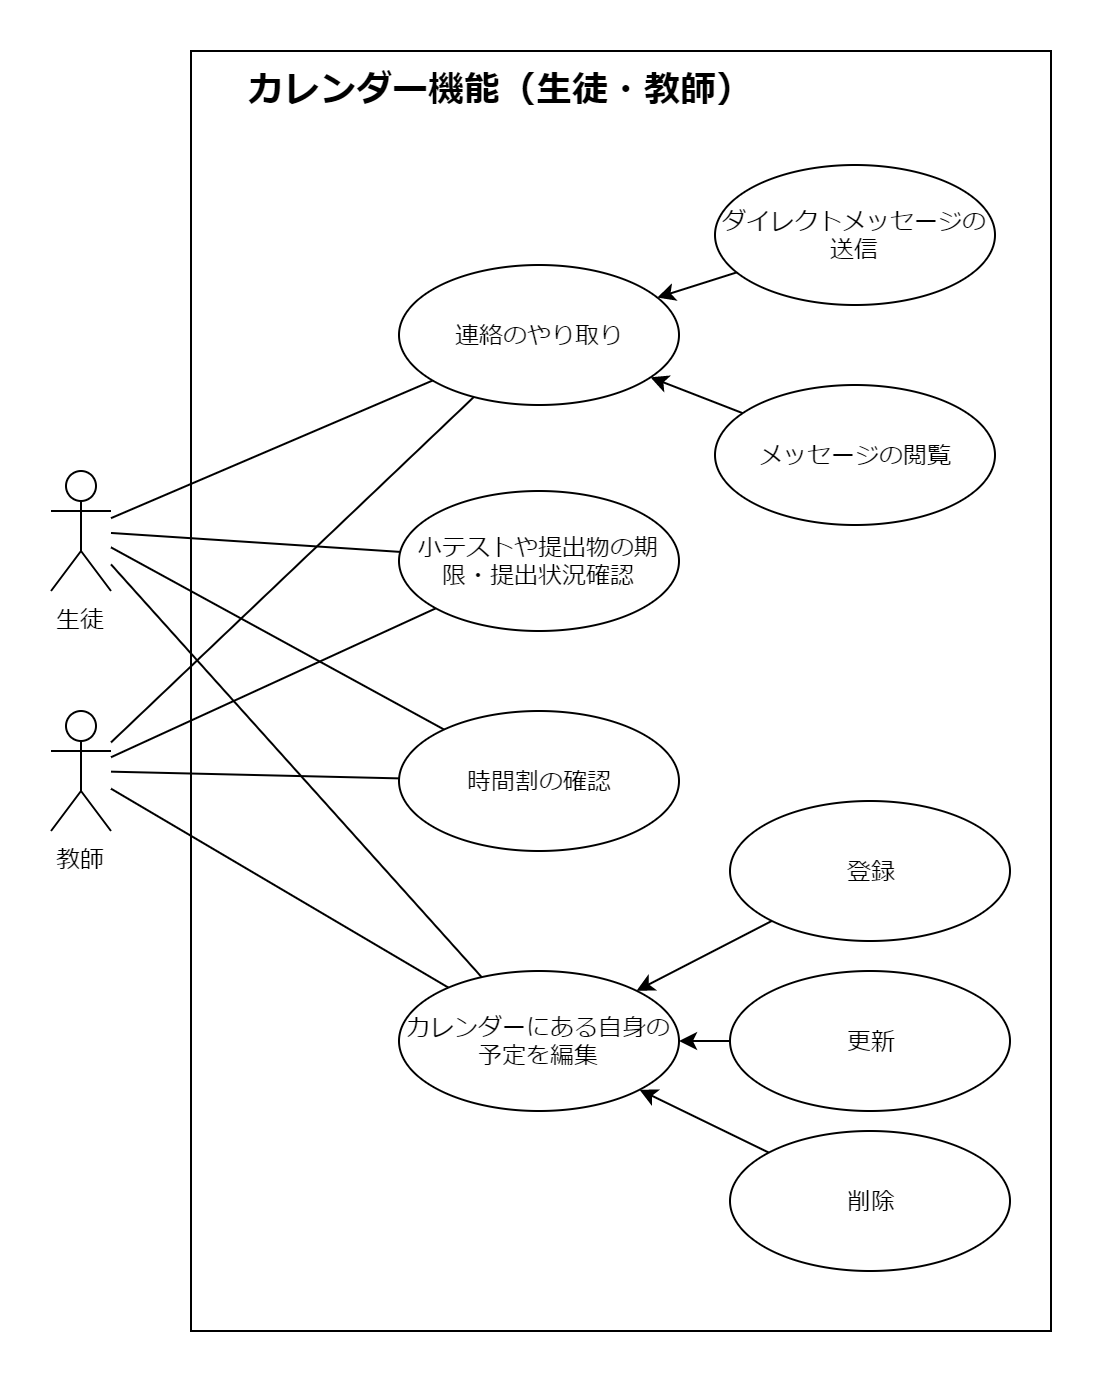 カレンダー機能（生徒・教師）
ダイレクトメッセージの
送信
連絡のやり取り
メッセージの閲覧
小テストや提出物の期
限・提出状況確認
生徒
時間割の確認
教師
登録
カレンダーにある自身の
予定を編集
更新
削除